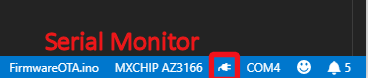 Serial Monitor
FirmwareOTA.ino MXCHIP AZ3166 COM4 5